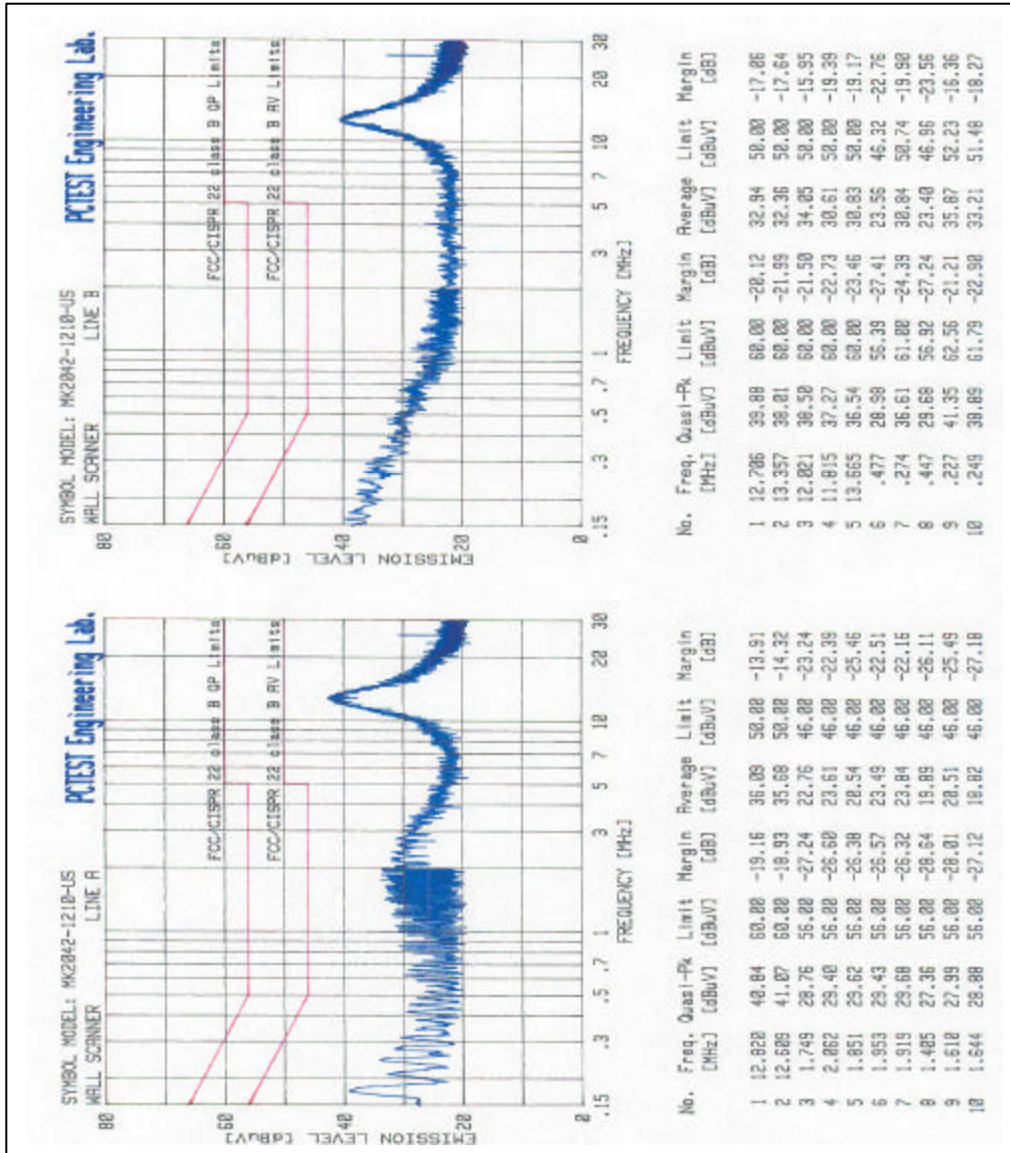 SYMBOL MODEL: MK2042-1210-US
WALL SCANNER LINE A
PCTEST Engineering Lab.
EMISSION LEVEL [dBuV]
80
60
40
20
0
FCC/CISPR 22 class B QP Limits
FCC/CISPR 22 class B AV Limits
.15 .3 .5 .7 1 3 5 7 10 20 30
FREQUENCY [MHz]
No. Freq. Quasi-Pk Limit Margin Average Limit Margin
[MHz] [dBuV] [dBuV] [dB] [dBuV] [dBuV] [dB]
1 12.820 40.84 60.00 -19.16 36.09 50.00 -13.91
2 12.609 41.07 60.00 -18.93 35.68 50.00 -14.32
3 1.749 28.76 56.00 -27.24 22.76 46.00 -23.24
4 2.062 29.40 56.00 -26.60 23.61 46.00 -22.39
5 1.851 29.62 56.00 -26.38 20.54 46.00 -25.46
6 1.953 29.43 56.00 -26.57 23.49 46.00 -22.51
7 1.919 29.68 56.00 -26.32 23.84 46.00 -22.16
8 1.405 27.36 56.00 -28.64 19.89 46.00 -26.11
9 1.610 27.99 56.00 -28.01 20.51 46.00 -25.49
10 1.644 28.88 56.00 -27.12 18.82 46.00 -27.18
SYMBOL MODEL: MK2042-1210-US
WALL SCANNER LINE B
PCTEST Engineering Lab.
EMISSION LEVEL [dBuV]
80
60
40
20
0
FCC/CISPR 22 class B QP Limits
FCC/CISPR 22 class B AV Limits
.15 .3 .5 .7 1 3 5 7 10 20 30
FREQUENCY [MHz]
No. Freq. Quasi-Pk Limit Margin Average Limit Margin
[MHz] [dBuV] [dBuV] [dB] [dBuV] [dBuV] [dB]
1 12.706 39.88 60.00 -20.12 32.94 50.00 -17.06
2 13.357 38.01 60.00 -21.99 32.36 50.00 -17.64
3 12.021 38.50 60.00 -21.50 34.05 50.00 -15.95
4 11.815 37.27 60.00 -22.73 30.61 50.00 -19.39
5 13.665 36.54 60.00 -23.46 30.83 50.00 -19.17
6 .477 28.98 56.39 -27.41 23.56 46.32 -22.76
7 .274 36.61 61.00 -24.39 30.84 50.74 -19.90
8 .447 29.68 56.92 -27.24 23.40 46.96 -23.56
9 .227 41.35 62.56 -21.21 35.87 52.23 -16.36
10 .249 38.89 61.79 -22.90 33.21 51.48 -18.27